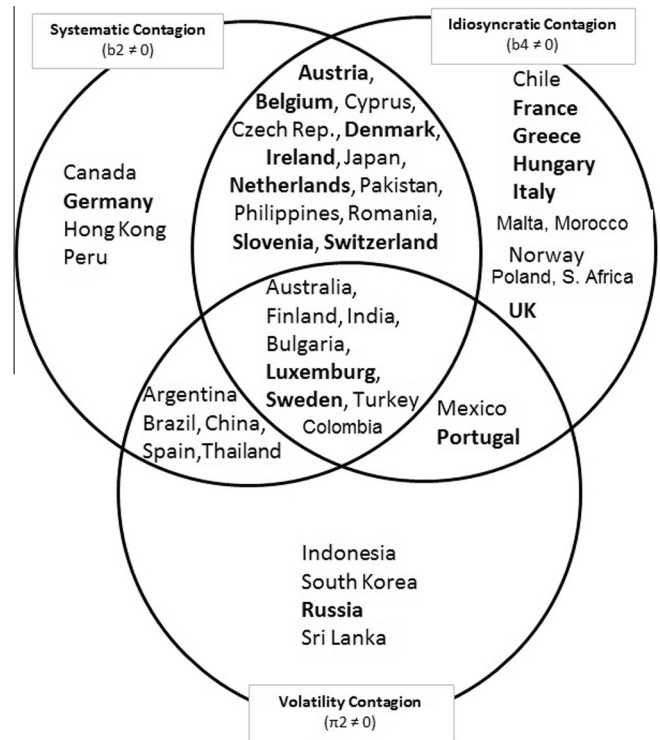 Systematic Contagion
(b2 ≠ 0)
Idiosyncratic Contagion
(b4 ≠ 0)
Austria,
Belgium, Cyprus,
Czech Rep., Denmark,
Ireland, Japan,
Netherlands, Pakistan,
Philippines, Romania,
Slovenia, Switzerland
Chile
France
Greece
Hungary
Italy
Malta, Morocco
Norway
Poland, S. Africa
UK
Canada
Germany
Hong Kong
Peru
Australia,
Finland, India,
Bulgaria,
Luxemburg,
Sweden, Turkey
Colombia
Argentina
Brazil, China,
Spain,Thailand
Mexico
Portugal
Indonesia
South Korea
Russia
Sri Lanka
Volatility Contagion
(π2 ≠ 0)